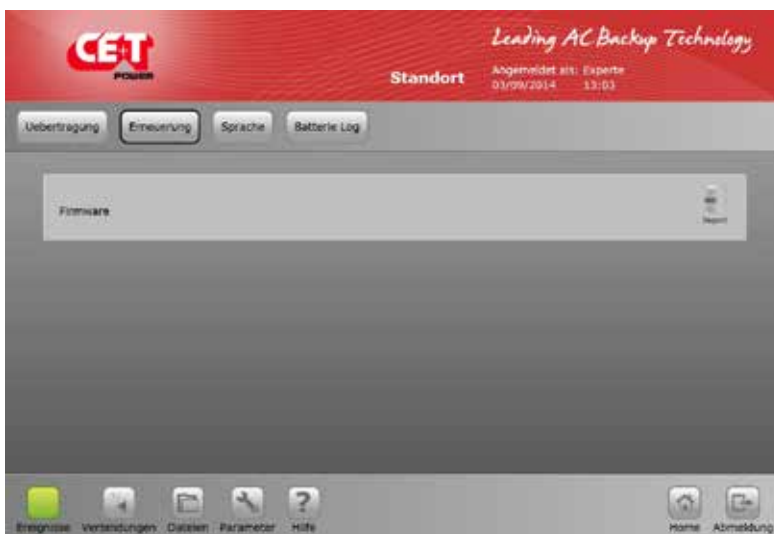 CE+T
POWER
Leading AC Backup Technology
Standort
Angemeldet als: Experte
03/09/2014 13:03
Uebertragung Erneuerung Sprache Batterie Log
Firmware
Ereignisse Verbindungen Dateien Parameter Hilfe
Home Abmeldung